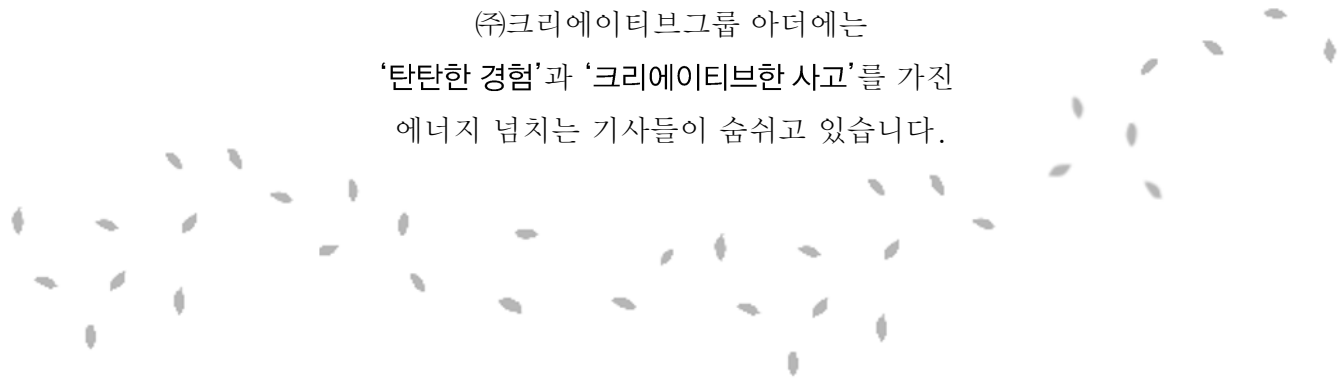 ㈜크리에이티브그룹 아더에는
‘탄탄한 경험’과 ‘크리에이티브한 사고’를 가진
에너지 넘치는 기사들이 숨쉬고 있습니다.